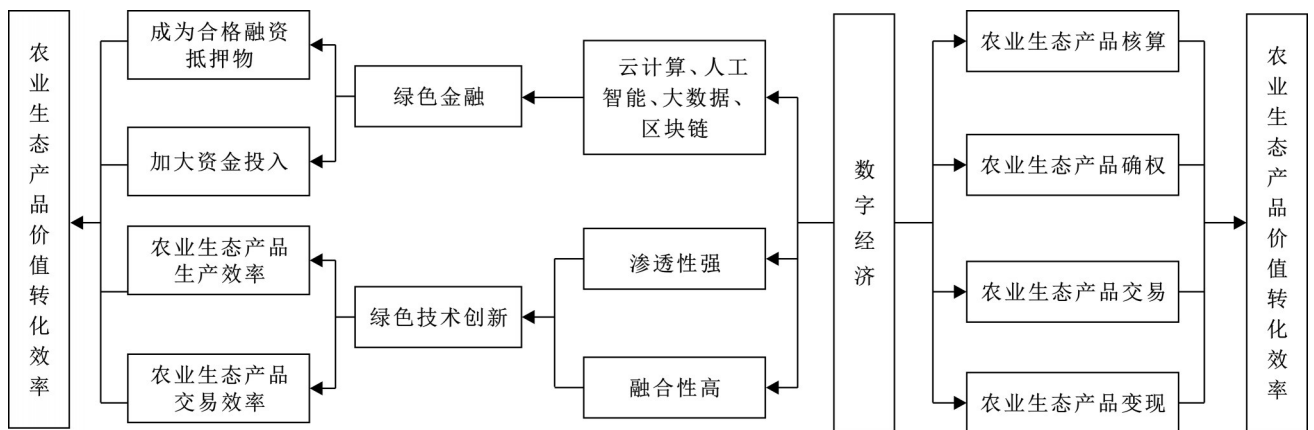 农业生态产品价值转化效率
成为合格融资
抵押物
加大资金投入
农业生态产品
生产效率
农业生态产品
交易效率
绿色金融
绿色技术创新
云计算、人工
智能、大数据、
区块链
渗透性强
融合性高
数字经济
农业生态产品核算
农业生态产品确权
农业生态产品交易
农业生态产品变现
农业生态产品价值转化效率